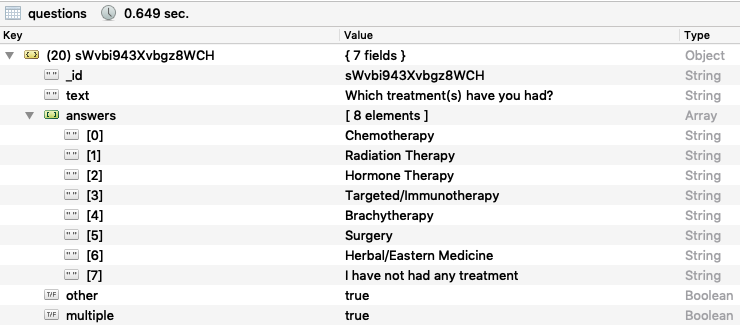 questions 0.649 sec.
Key Value Type
(20) sWvbi943Xvbgz8WCH { 7 fields } Object
_id sWvbi943Xvbgz8WCH String
text Which treatment(s) have you had? String
answers [ 8 elements ] Array
[0] Chemotherapy String
[1] Radiation Therapy String
[2] Hormone Therapy String
[3] Targeted/Immunotherapy String
[4] Brachytherapy String
[5] Surgery String
[6] Herbal/Eastern Medicine String
[7] I have not had any treatment String
T/F other true Boolean
T/F multiple true Boolean